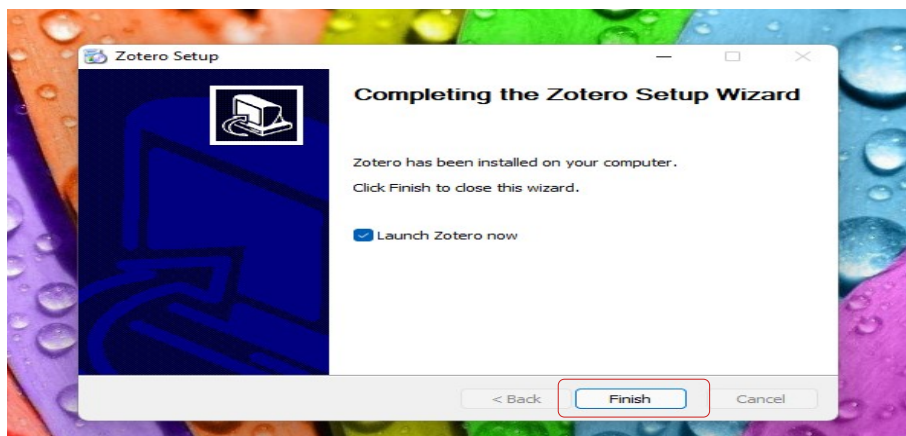 Zotero Setup
Completing the Zotero Setup Wizard
Zotero has been installed on your computer.
Click Finish to close this wizard.
Launch Zotero now
< Back
Finish
Cancel